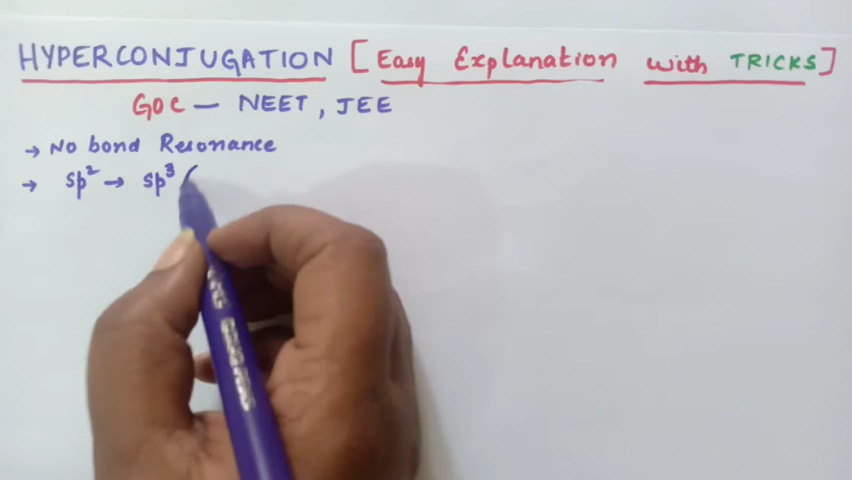 HYPERCONJUGATION [Easy Explanation with TRICKS]
GOC — NEET, JEE
→ No bond Resonance
→ sp² → sp³ (